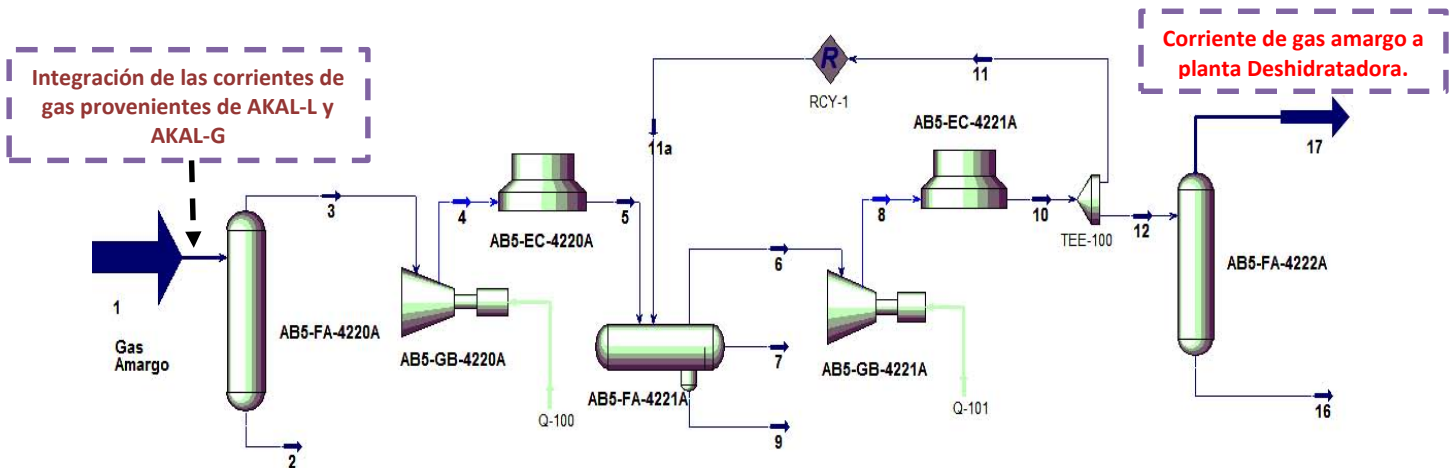 Integración de las corrientes de
gas provenientes de AKAL-L y
AKAL-G
Corriente de gas amargo a
planta Deshidratadora.
R
RCY-1
11
11a
AB5-EC-4221A
17
3
4
5
AB5-EC-4220A
8
10
TEE-100
12
AB5-FA-4222A
6
1
Gas
Amargo
AB5-FA-4220A
AB5-GB-4220A
7
AB5-GB-4221A
AB5-FA-4221A
Q-100
9
Q-101
16
2